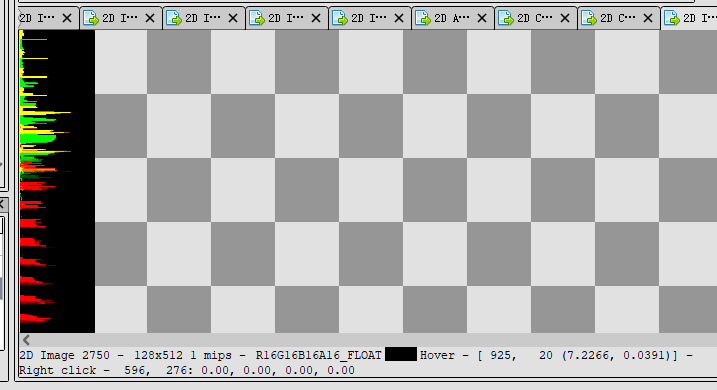 2D I··· 2D I··· 2D I··· 2D I··· 2D I··· 2D A··· 2D C··· 2D C··· 2D I···
2D Image 2750 - 128x512 1 mips - R16G16B16A16_FLOAT Hover - [ 925, 20 (7.2266, 0.0391)] -
Right click - 596, 276: 0.00, 0.00, 0.00, 0.00